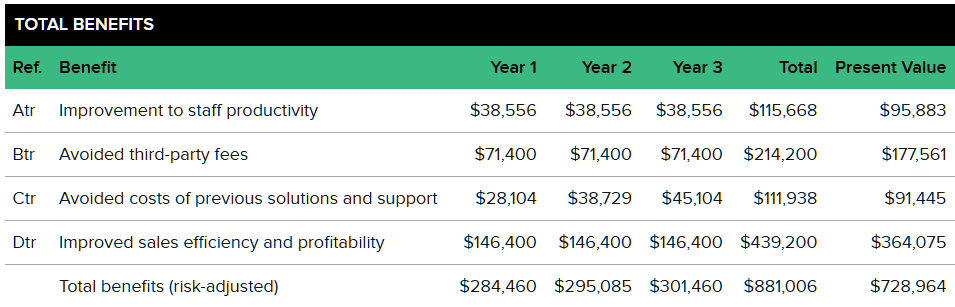 TOTAL BENEFITS
Ref. Benefit Year 1 Year 2 Year 3 Total Present Value
Atr Improvement to staff productivity $38,556 $38,556 $38,556 $115,668 $95,883
Btr Avoided third-party fees $71,400 $71,400 $71,400 $214,200 $177,561
Ctr Avoided costs of previous solutions and support $28,104 $38,729 $45,104 $111,938 $91,445
Dtr Improved sales efficiency and profitability $146,400 $146,400 $146,400 $439,200 $364,075
Total benefits (risk-adjusted) $284,460 $295,085 $301,460 $881,006 $728,964